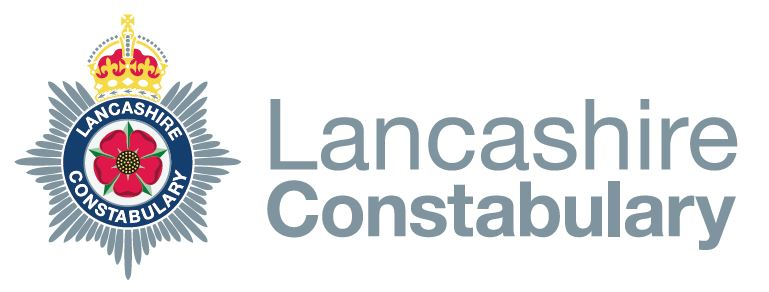 LANCASHIRE
CONSTABULARY
Lancashire
Constabulary